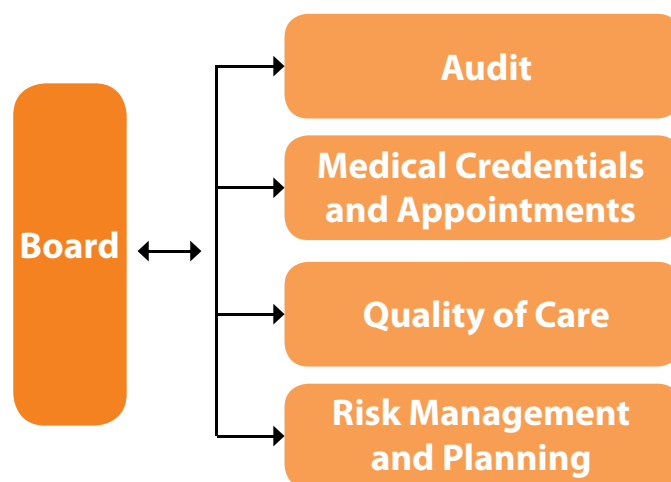 Board
Audit
Medical Credentials
and Appointments
Quality of Care
Risk Management
and Planning